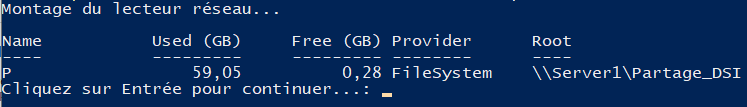 Montage du lecteur réseau...
Name Used (GB) Free (GB) Provider Root
---- --------- --------- -------- ----
P 59,05 0,28 FileSystem \\Server1\Partage_DSI
Cliquez sur Entrée pour continuer...: _